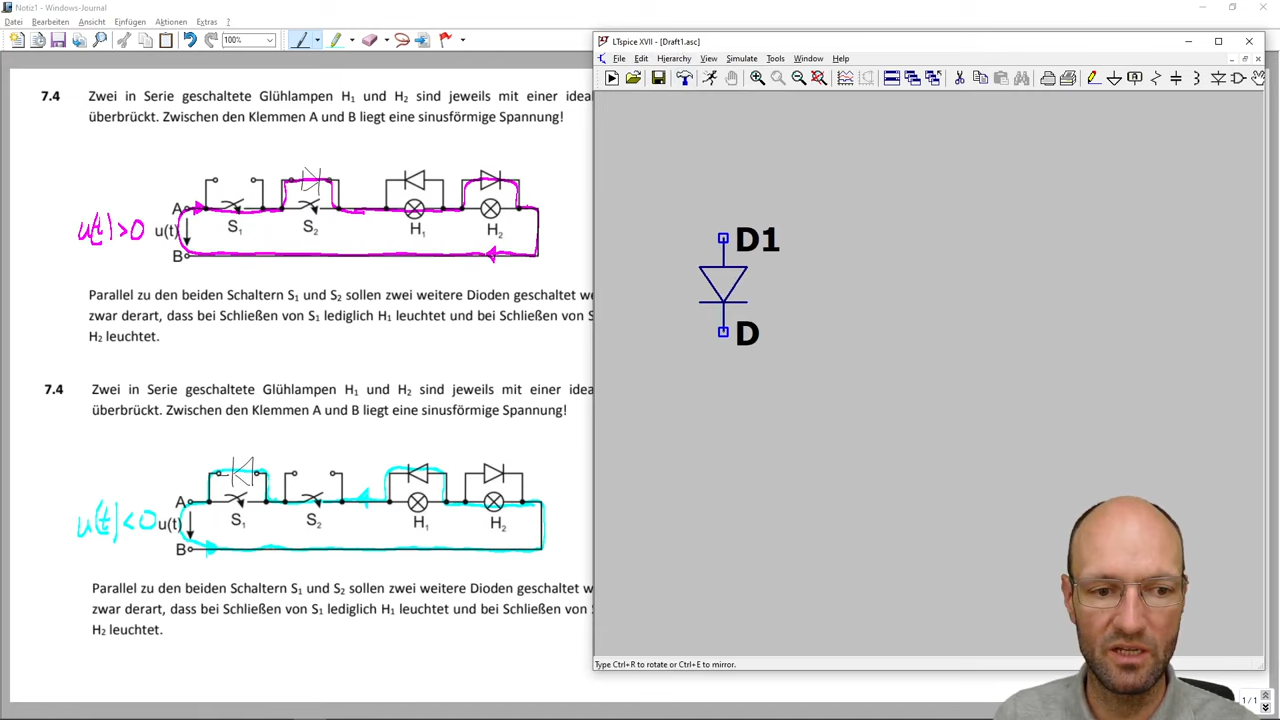 Notiz1 - Windows-Journal
Datei Bearbeiten Ansicht Einfügen Aktionen Extras ?
100%
7.4 Zwei in Serie geschaltete Glühlampen H1 und H2 sind jeweils mit einer idea
überbrückt. Zwischen den Klemmen A und B liegt eine sinusförmige Spannung!
A
u(t)>0 u(t)
B
S1 S2 H1 H2
Parallel zu den beiden Schaltern S1 und S2 sollen zwei weitere Dioden geschaltet we
zwar derart, dass bei Schließen von S1 lediglich H1 leuchtet und bei Schließen von S
H2 leuchtet.
7.4 Zwei in Serie geschaltete Glühlampen H1 und H2 sind jeweils mit einer idea
überbrückt. Zwischen den Klemmen A und B liegt eine sinusförmige Spannung!
A
u(t)<0 u(t)
B
S1 S2 H1 H2
Parallel zu den beiden Schaltern S1 und S2 sollen zwei weitere Dioden geschaltet we
zwar derart, dass bei Schließen von S1 lediglich H1 leuchtet und bei Schließen von S
H2 leuchtet.
LTspice XVII - [Draft1.asc]
File Edit Hierarchy View Simulate Tools Window Help
D1
D
Type Ctrl+R to rotate or Ctrl+E to mirror.
1/1